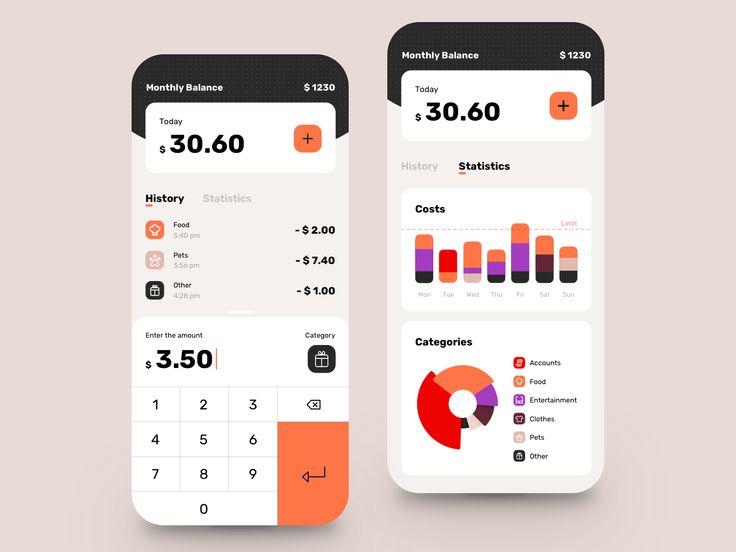 Monthly Balance $ 1230
Today
$ 30.60
+
History Statistics
Food
3:40 pm
- $ 2.00
Pets
3:56 pm
- $ 7.40
Other
4:28 pm
- $ 1.00
Enter the amount Category
$ 3.50
1 2 3
4 5 6
7 8 9
0
Monthly Balance $ 1230
Today
$ 30.60
+
History Statistics
Costs
Limit
Mon Tue Wed Thu Fri Sat Sun
Categories
Accounts
Food
Entertainment
Clothes
Pets
Other